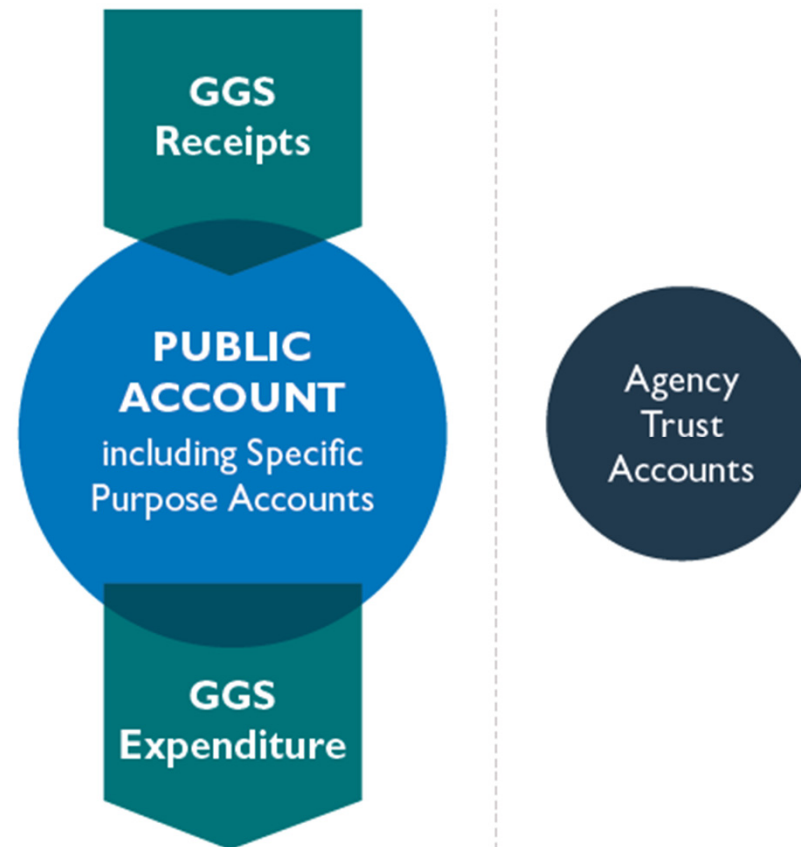 GGS
Receipts
PUBLIC
ACCOUNT
including Specific
Purpose Accounts
GGS
Expenditure
Agency
Trust
Accounts